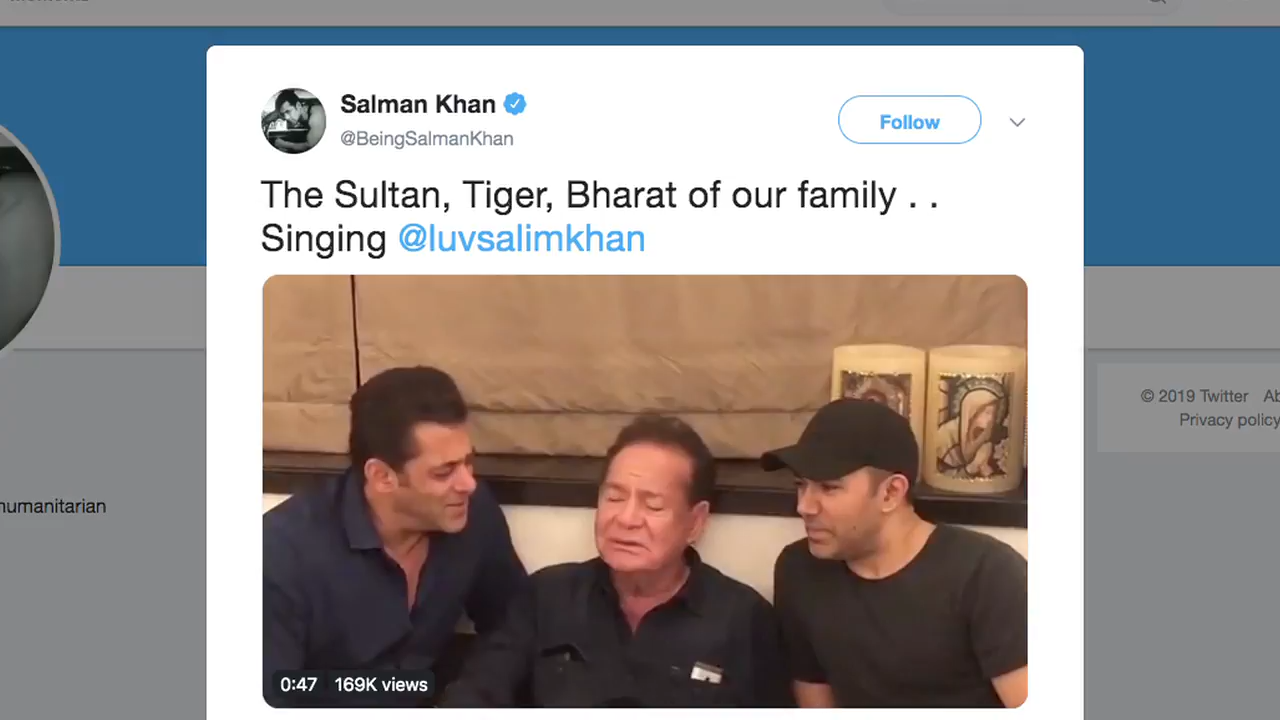 Salman Khan
@BeingSalmanKhan
Follow
The Sultan, Tiger, Bharat of our family . .
Singing @luvsalimkhan
© 2019 Twitter Ab
Privacy policy
humanitarian
0:47 169K views